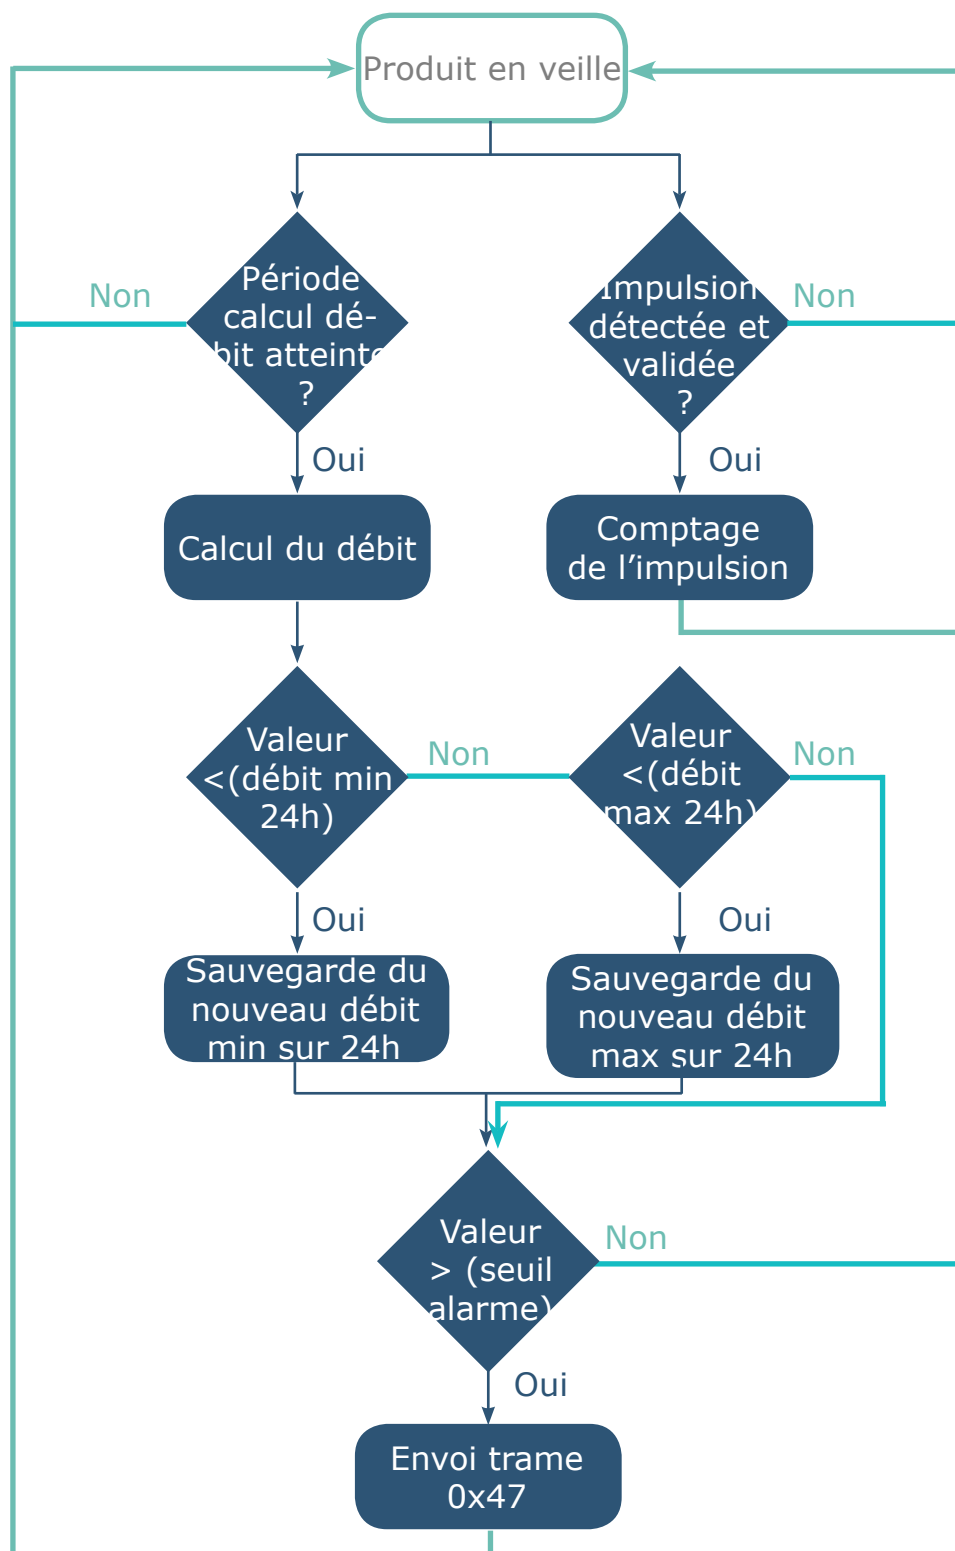 Produit en veille
Non
Période
calcul dé-
bit atteinte
?
Impulsion
détectée et
validée
?
Non
Oui
Oui
Calcul du débit
Comptage
de l’impulsion
Valeur
<(débit min
24h)
Non
Valeur
<(débit
max 24h)
Non
Oui
Oui
Sauvegarde du
nouveau débit
min sur 24h
Sauvegarde du
nouveau débit
max sur 24h
Valeur
> (seuil
alarme)
Non
Oui
Envoi trame
0x47